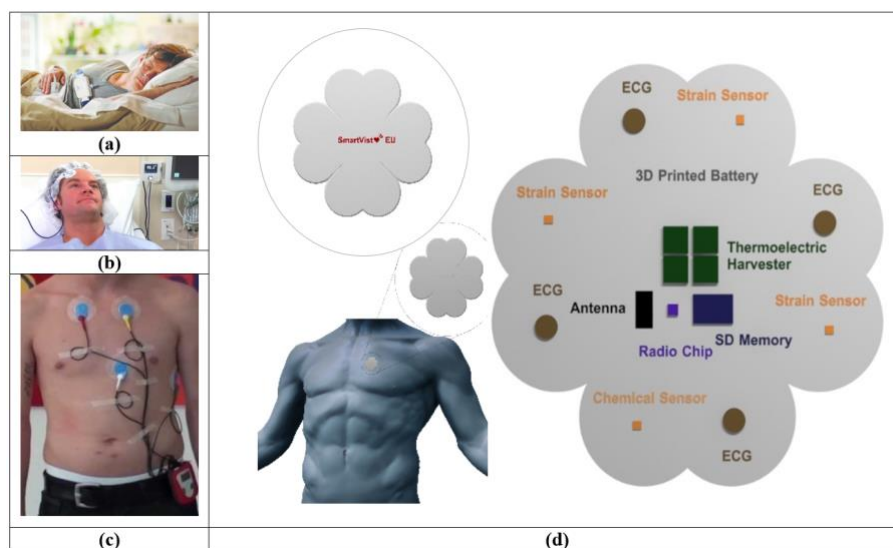 (a)
(b)
(c)
SmartVist EU
ECG
Strain Sensor
3D Printed Battery
Strain Sensor
ECG
Thermoelectric
Harvester
ECG
Antenna
Strain Sensor
SD Memory
Radio Chip
Chemical Sensor
ECG
(d)